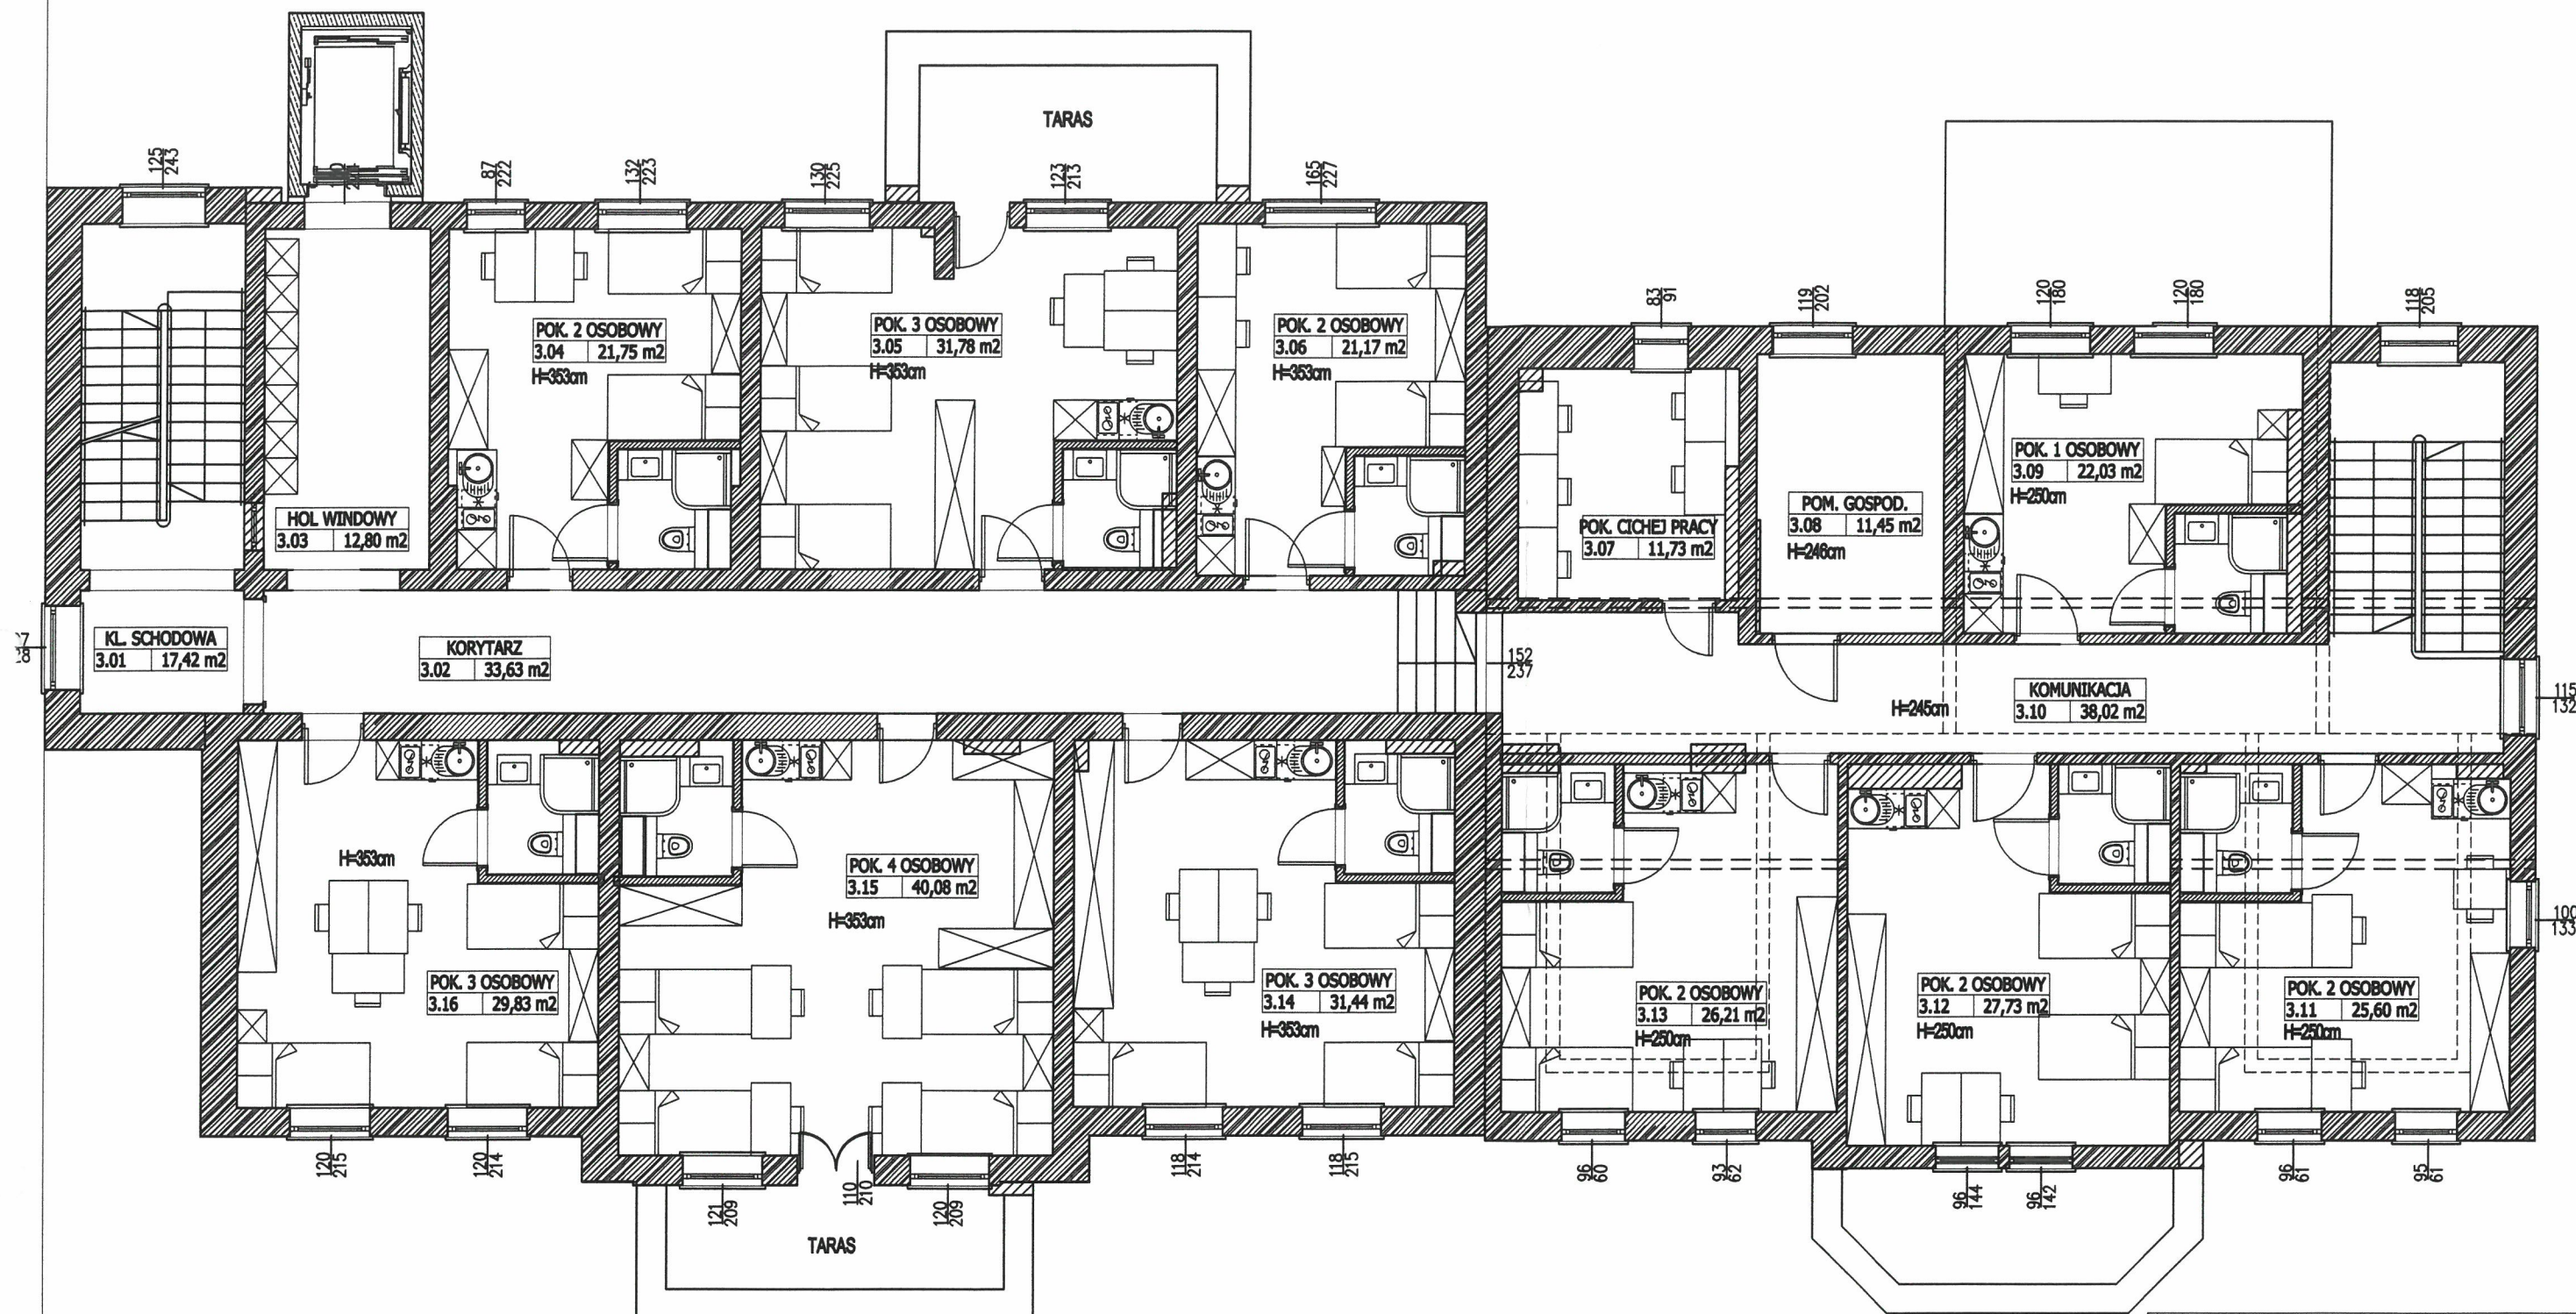 TARAS
125
243
87
222
132
223
130
225
123
213
165
227
83
91
119
202
120
180
120
180
118
205
POK. 2 OSOBOWY
3.04 21,75 m2
H=353cm
POK. 3 OSOBOWY
3.05 31,78 m2
H=353cm
POK. 2 OSOBOWY
3.06 21,17 m2
H=353cm
HOL WINDOWY
3.03 12,80 m2
POK. CICHEJ PRACY
3.07 11,73 m2
POM. GOSPOD.
3.08 11,45 m2
H=246cm
POK. 1 OSOBOWY
3.09 22,03 m2
H=250cm
KL. SCHODOWA
3.01 17,42 m2
KORYTARZ
3.02 33,63 m2
152
237
H=245cm
KOMUNIKACJA
3.10 38,02 m2
115
132
H=353cm
POK. 3 OSOBOWY
3.16 29,83 m2
POK. 4 OSOBOWY
3.15 40,08 m2
H=353cm
POK. 3 OSOBOWY
3.14 31,44 m2
H=353cm
POK. 2 OSOBOWY
3.13 26,21 m2
H=250cm
POK. 2 OSOBOWY
3.12 27,73 m2
H=250cm
POK. 2 OSOBOWY
3.11 25,60 m2
H=250cm
100
133
120
215
120
214
121
209
110
210
120
209
118
214
118
215
96
60
93
62
96
144
96
142
96
61
95
61
TARAS